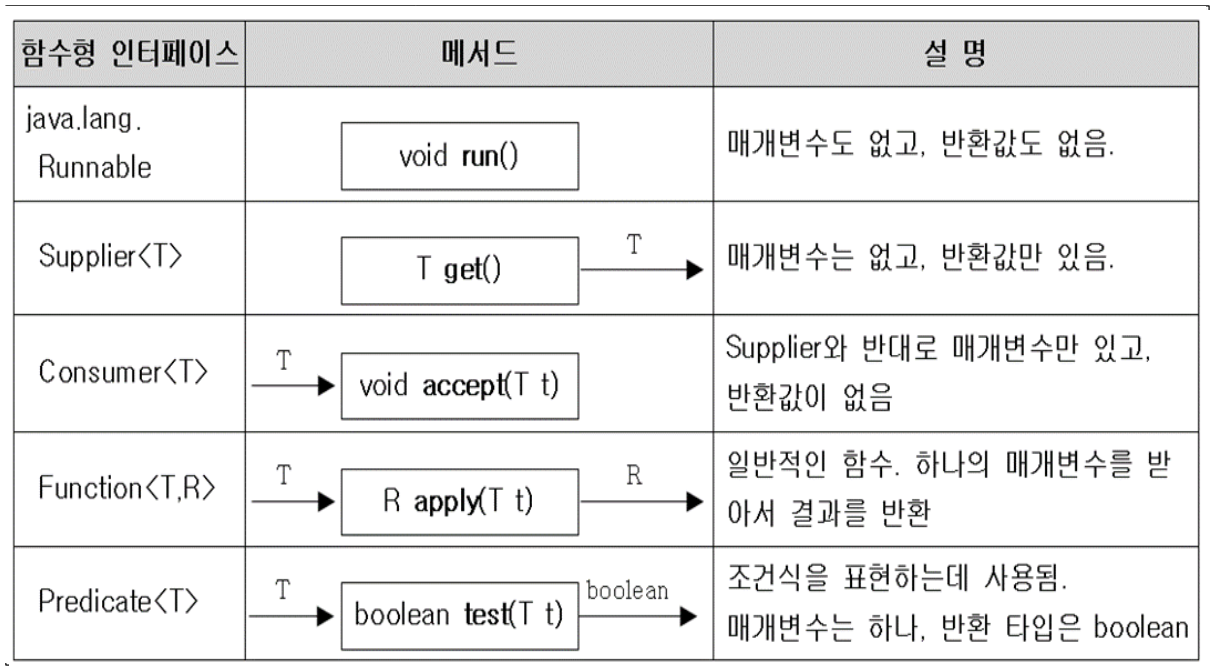 함수형 인터페이스 메서드 설 명
java.lang.
Runnable
void run()
매개변수도 없고, 반환값도 없음.
Supplier<T>
T get()
T
매개변수는 없고, 반환값만 있음.
Consumer<T>
T
void accept(T t)
Supplier와 반대로 매개변수만 있고,
반환값이 없음
Function<T,R>
T
R apply(T t)
R
일반적인 함수. 하나의 매개변수를 받
아서 결과를 반환
Predicate<T>
T
boolean test(T t)
boolean
조건식을 표현하는데 사용됨.
매개변수는 하나, 반환 타입은 boolean